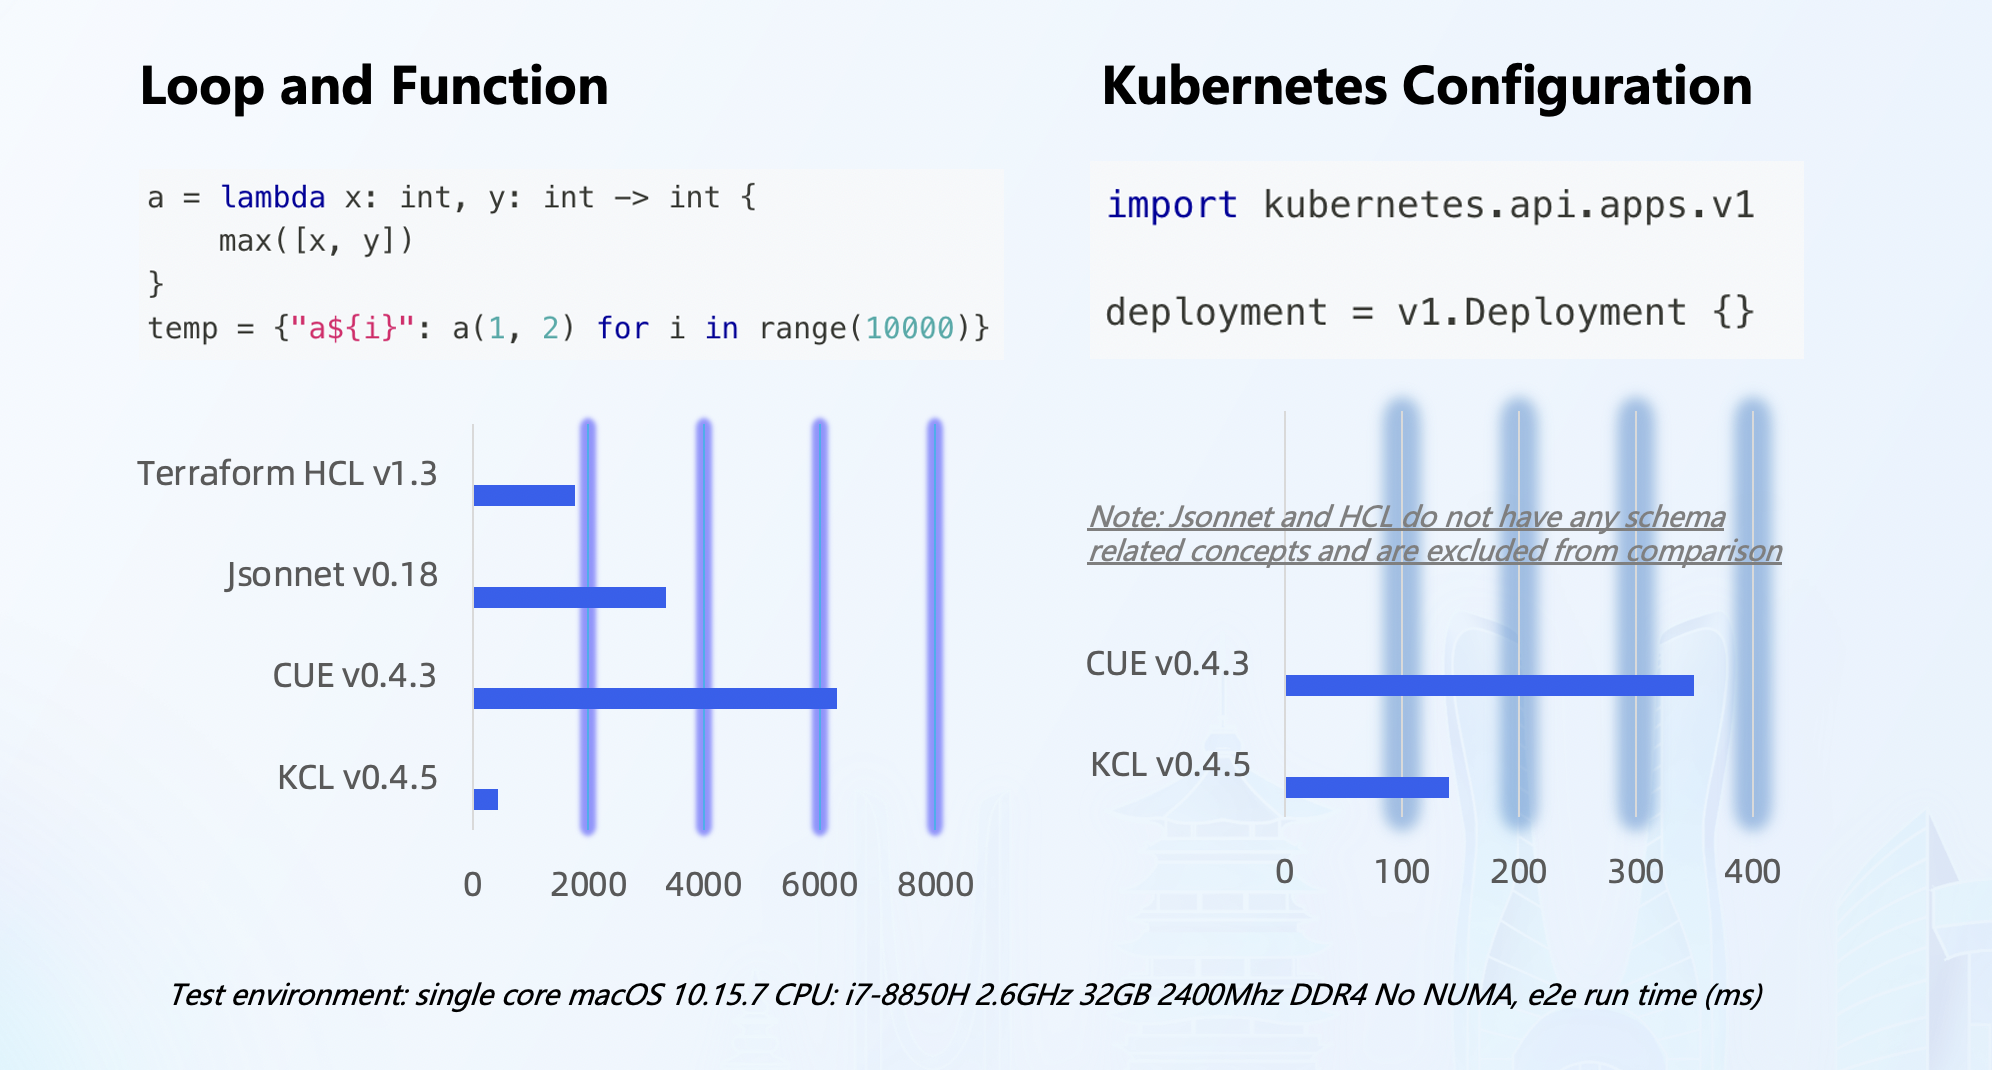 Loop and Function
a = lambda x: int, y: int -> int {
    max([x, y])
}
temp = {"a${i}": a(1, 2) for i in range(10000)}
Terraform HCL v1.3
Jsonnet v0.18
CUE v0.4.3
KCL v0.4.5
0 2000 4000 6000 8000
Kubernetes Configuration
import kubernetes.api.apps.v1
deployment = v1.Deployment {}
Note: Jsonnet and HCL do not have any schema
related concepts and are excluded from comparison
CUE v0.4.3
KCL v0.4.5
0 100 200 300 400
Test environment: single core macOS 10.15.7 CPU: i7-8850H 2.6GHz 32GB 2400Mhz DDR4 No NUMA, e2e run time (ms)